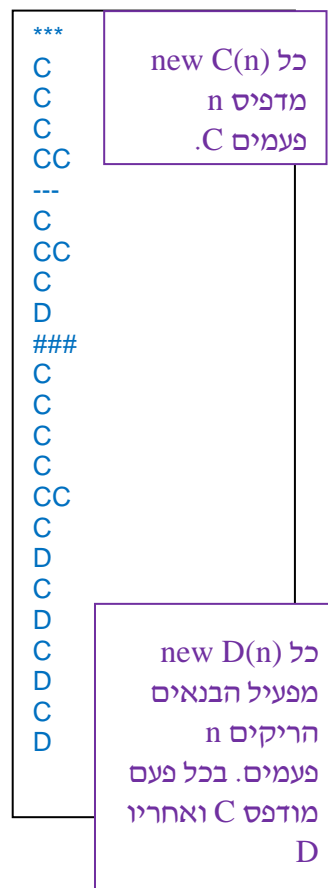 ***
C
C
C
CC
---
C
CC
C
D
###
C
C
C
C
CC
C
D
C
D
C
D
C
D
כל new C(n)
מדפיס n
פעמים C.
כל new D(n)
מפעיל הבנאים
הריקים n
פעמים. בכל פעם
מודפס C ואחריו
D